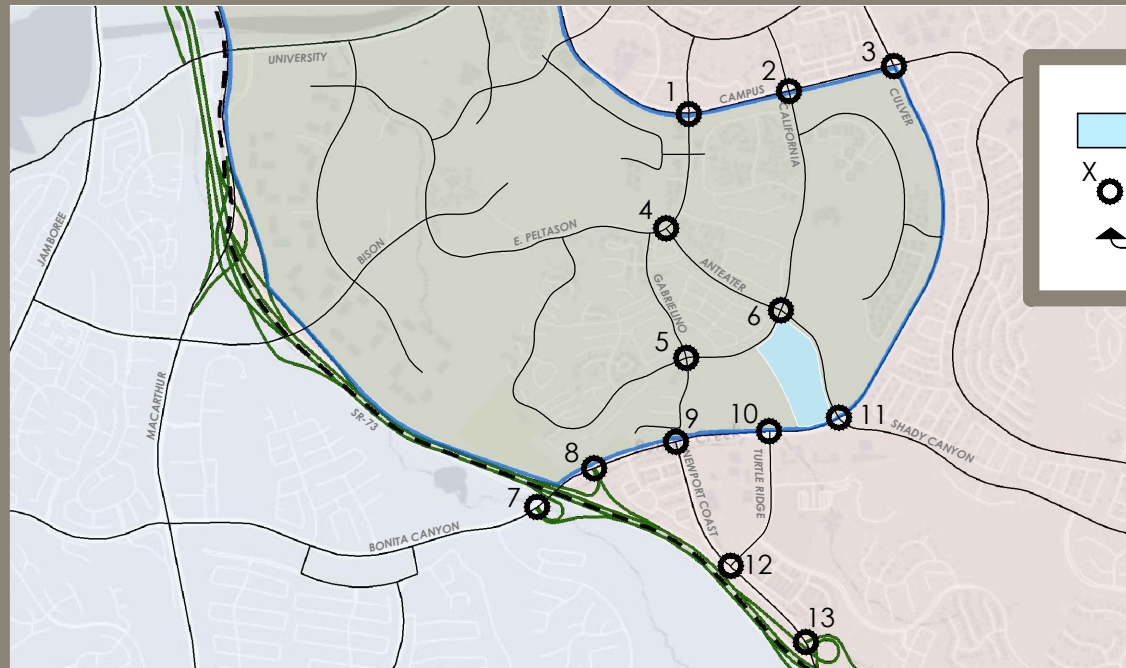 3
UNIVERSITY
2
1
CAMPUS
CULVER
CALIFORNIA
X
JAMBOREE
4
E. PELTASON
BISON
ANTEATER
GABRIELINO
6
5
MACARTHUR
SR-73
10
11
9
SHADY CANYON
8
NEWPORT COAST
TURTLE RIDGE
7
BONITA CANYON
12
13